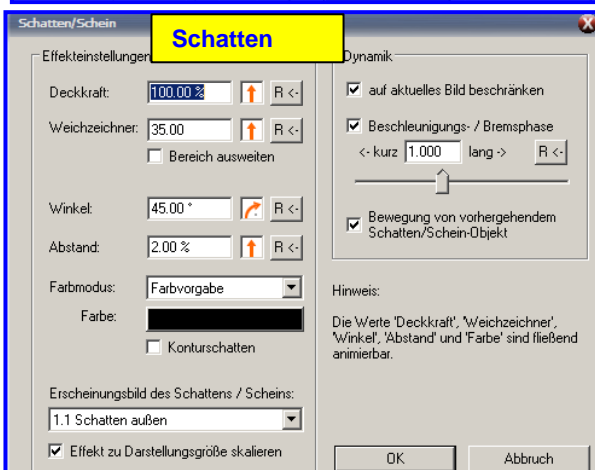 Schatten/Schein
Schatten
Effekteinstellungen
Deckkraft: 100.00 % R <-
Weichzeichner: 35.00 R <-
Bereich ausweiten
Winkel: 45.00 ° R <-
Abstand: 2.00 % R <-
Farbmodus: Farbvorgabe
Farbe:
Konturschatten
Erscheinungsbild des Schattens / Scheins:
1.1 Schatten außen
Effekt zu Darstellungsgröße skalieren
Dynamik
auf aktuelles Bild beschränken
Beschleunigungs- / Bremsphase
<- kurz 1.000 lang -> R <-
Bewegung von vorhergehendem
Schatten/Schein-Objekt
Hinweis:
Die Werte 'Deckkraft', 'Weichzeichner',
'Winkel', 'Abstand' und 'Farbe' sind fließend
animierbar.
OK Abbruch